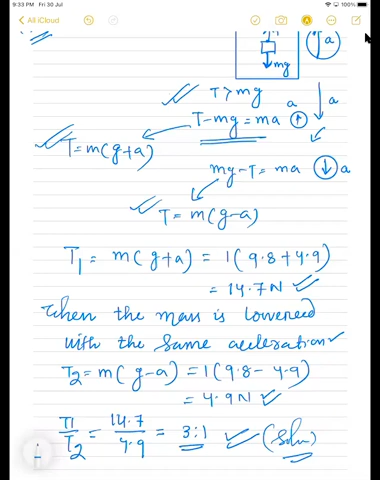 9:33 PM Fri 30 Jul
100%
All iCloud
mg
a
T > mg
T - mg = ma
a
a
T = m(g+a)
mg - T = ma
a
T = m(g-a)
T1 = m(g+a) = 1(9.8+4.9)
= 14.7N
When the mass is lowered
with the same acceleration
T2 = m(g-a) = 1(9.8-4.9)
= 4.9N
T1/T2 = 14.7/4.9 = 3:1 (Soln)